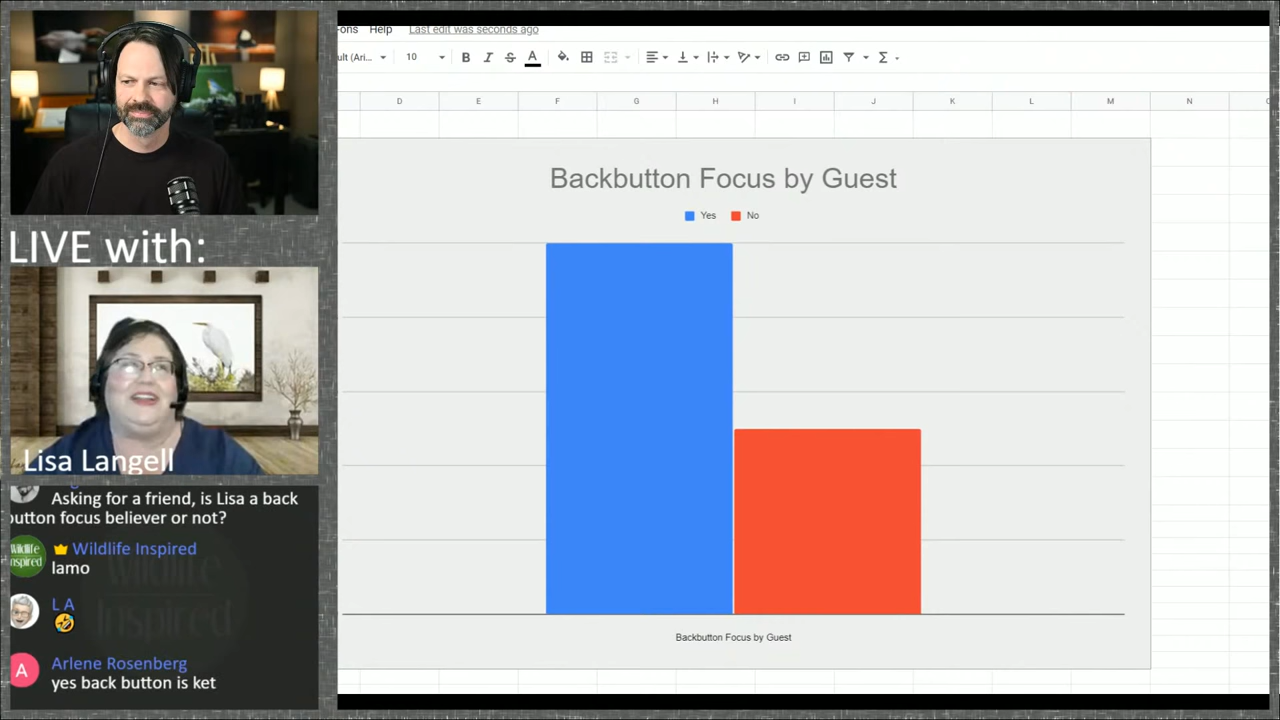 Help Last edit was seconds ago
10 B I S A Σ
D E F G H I J K L M N
Backbutton Focus by Guest
Yes No
Backbutton Focus by Guest
LIVE with:
Lisa Langell
Asking for a friend, is Lisa a back
utton focus believer or not?
Wildlife Inspired
lamo
L A
🤣
Arlene Rosenberg
A
yes back button is ket